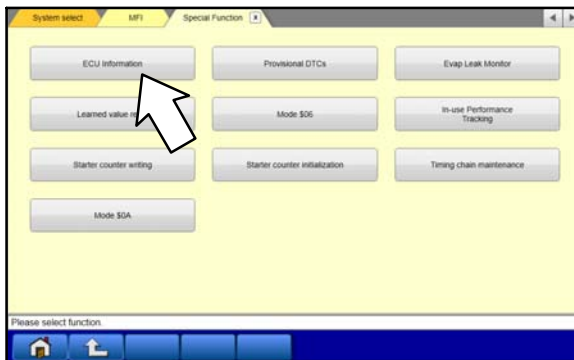 System select MFI Special Function x
ECU Information Provisional DTCs Evap Leak Monitor
Learned value re Mode $06 In-use Performance
Tracking
Starter counter writing Starter counter initialization Timing chain maintenance
Mode $0A
Please select function.